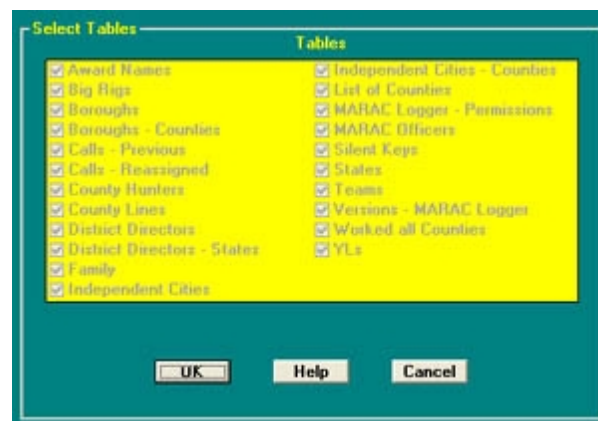 Select Tables
Tables
Award Names
Big Rigs
Boroughs
Boroughs - Counties
Calls - Previous
Calls - Reassigned
County Hunters
County Lines
District Directors
District Directors - States
Family
Independent Cities
Independent Cities - Counties
List of Counties
MARAC Logger - Permissions
MARAC Officers
Silent Keys
States
Teams
Versions - MARAC Logger
Worked all Counties
YLs
OK
Help
Cancel